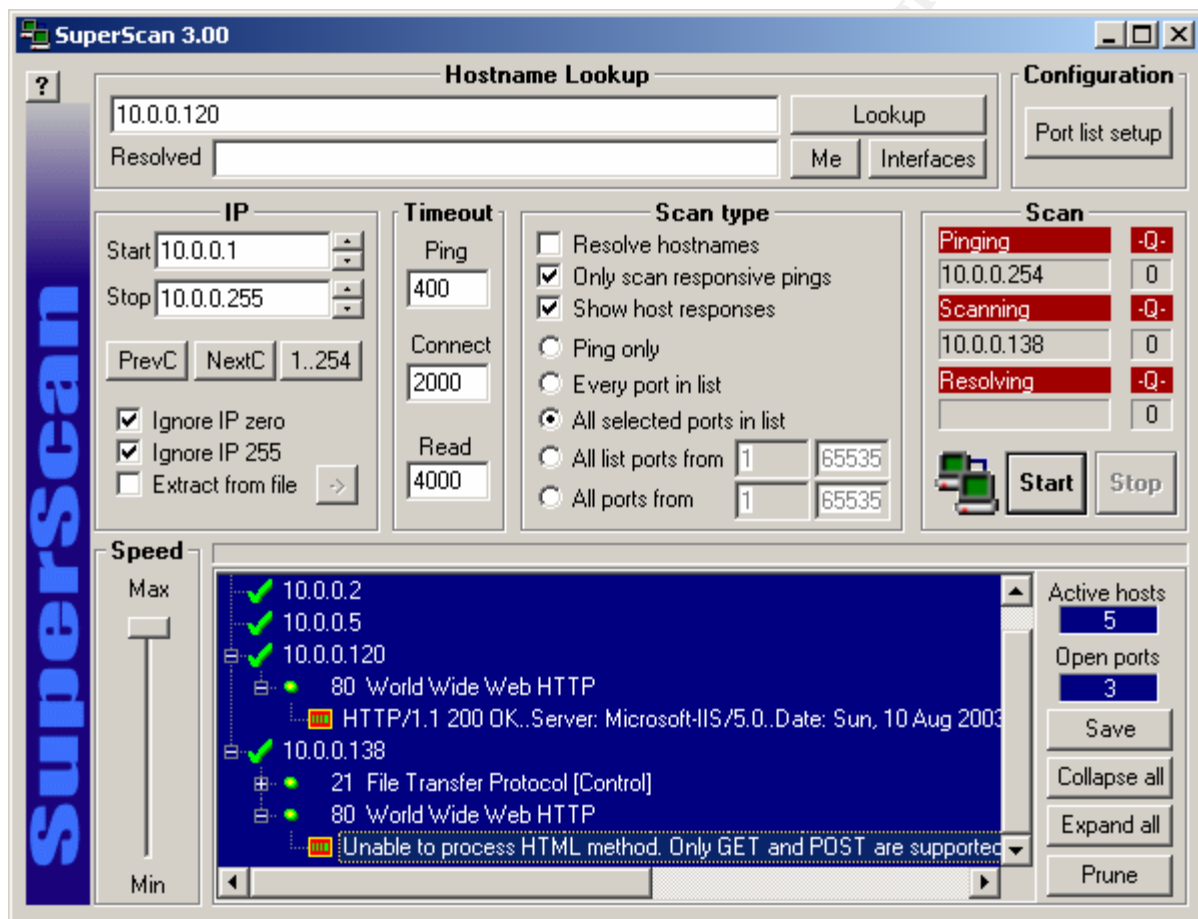 SuperScan 3.00
?
Hostname Lookup
Configuration
10.0.0.120
Lookup
Port list setup
Resolved
Me
Interfaces
IP
Timeout
Scan type
Scan
Start 10.0.0.1
Stop 10.0.0.255
PrevC
NextC
1..254
Ignore IP zero
Ignore IP 255
Extract from file
->
Ping
400
Connect
2000
Read
4000
Resolve hostnames
Only scan responsive pings
Show host responses
Ping only
Every port in list
All selected ports in list
All list ports from 1 65535
All ports from 1 65535
Pinging -Q-
10.0.0.254 0
Scanning -Q-
10.0.0.138 0
Resolving -Q-
0
Start
Stop
SuperScan
Speed
Max
Min
10.0.0.2
10.0.0.5
10.0.0.120
80 World Wide Web HTTP
HTTP/1.1 200 OK..Server: Microsoft-IIS/5.0..Date: Sun, 10 Aug 2003
10.0.0.138
21 File Transfer Protocol [Control]
80 World Wide Web HTTP
Unable to process HTML method. Only GET and POST are supported
Active hosts
5
Open ports
3
Save
Collapse all
Expand all
Prune